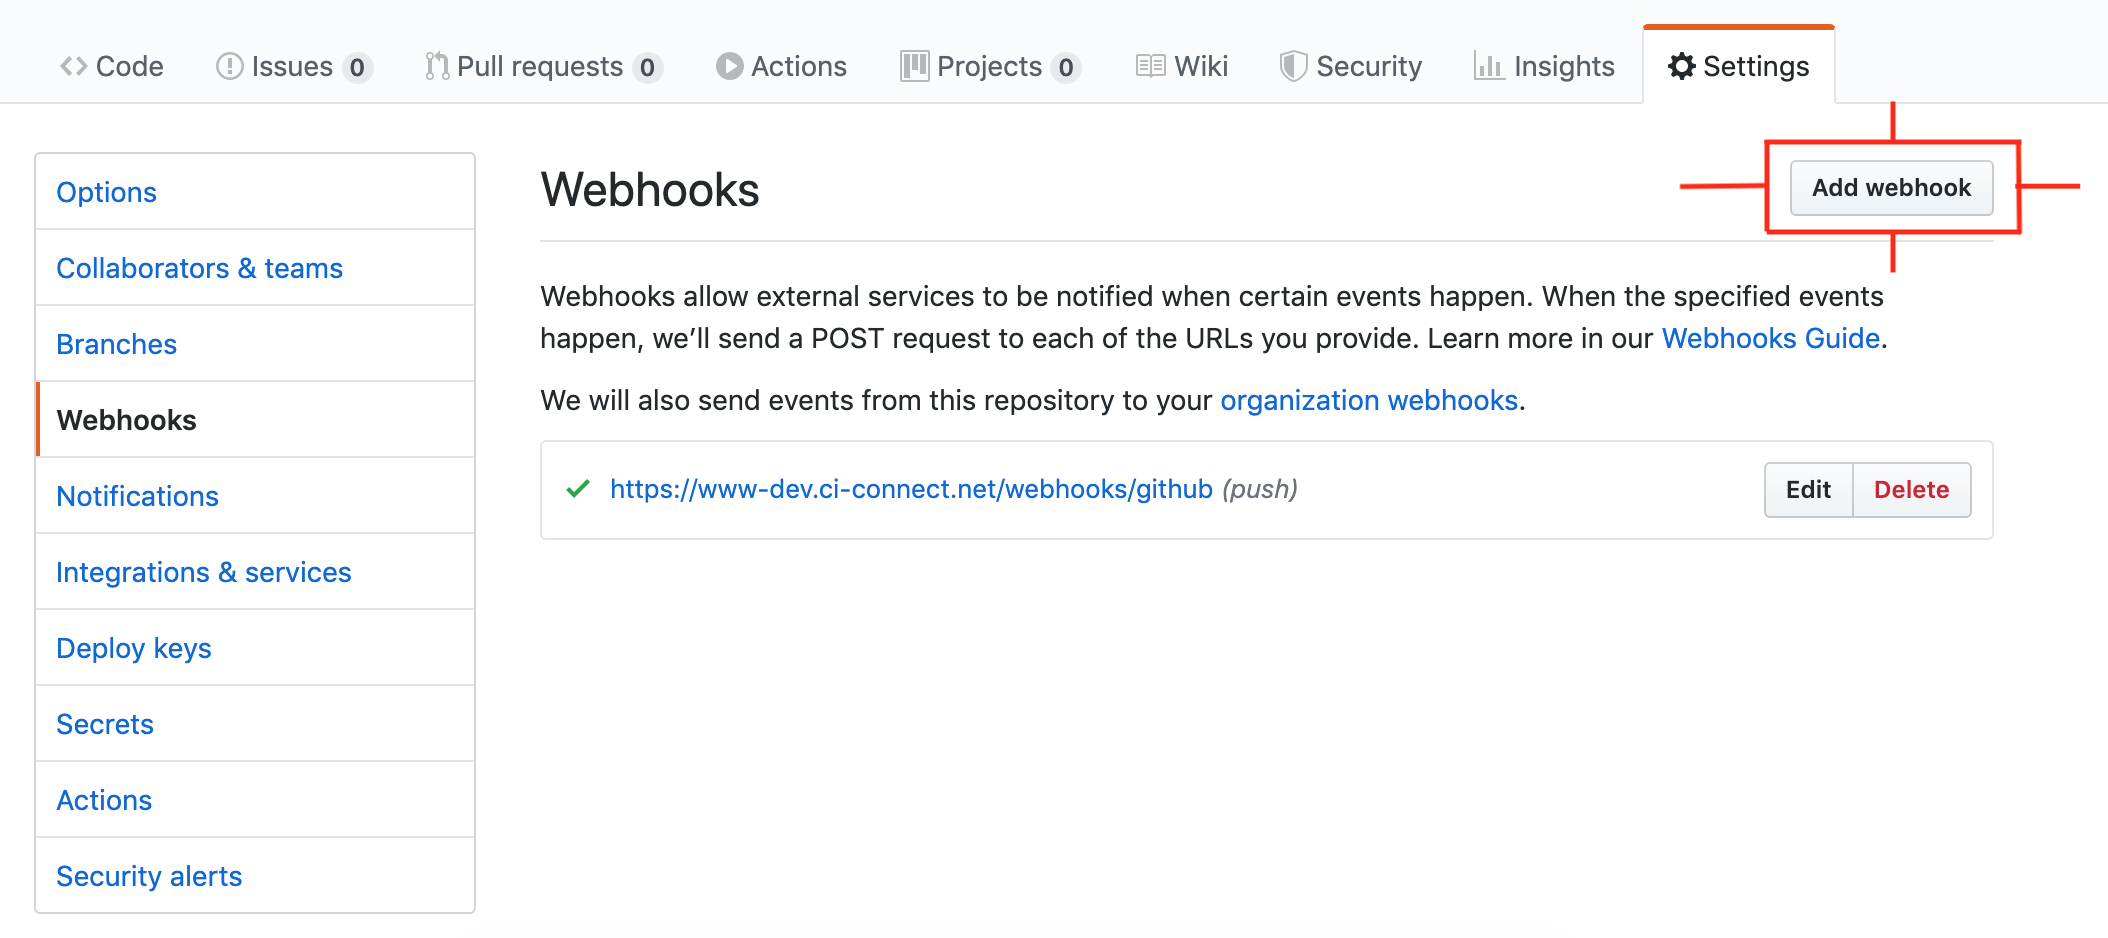 Code Issues 0 Pull requests 0 Actions Projects 0 Wiki Security Insights Settings
Options
Collaborators & teams
Branches
Webhooks
Notifications
Integrations & services
Deploy keys
Secrets
Actions
Security alerts
Webhooks
Add webhook
Webhooks allow external services to be notified when certain events happen. When the specified events
happen, we’ll send a POST request to each of the URLs you provide. Learn more in our Webhooks Guide.
We will also send events from this repository to your organization webhooks.
https://www-dev.ci-connect.net/webhooks/github (push)
Edit Delete